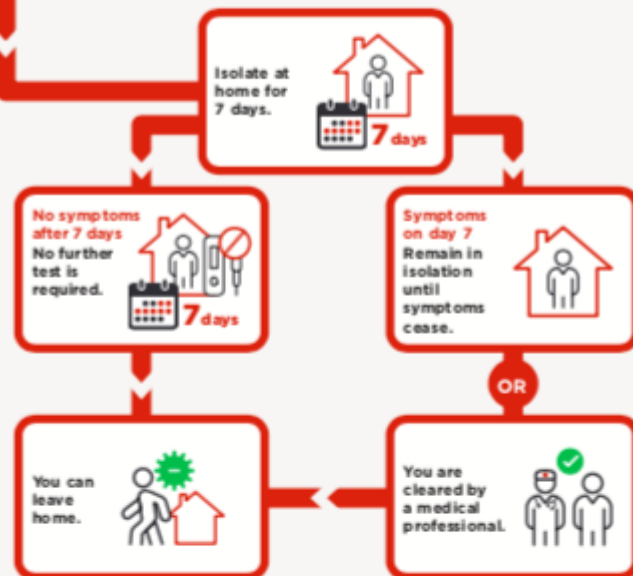 Isolate at
home for
7 days.
7 days
No symptoms
after 7 days
No further
test is
required.
7 days
Symptoms
on day 7
Remain in
isolation
until
symptoms
cease.
OR
You can
leave
home.
You are
cleared by
a medical
professional.